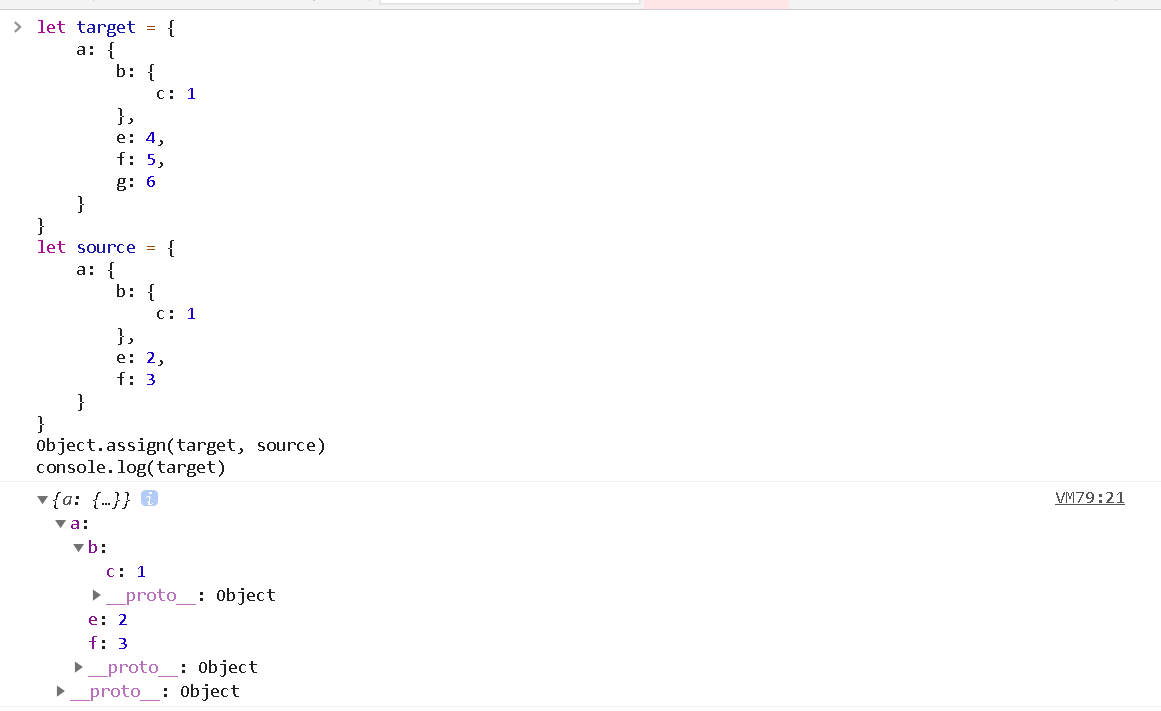 let target = {
    a: {
        b: {
            c: 1
        },
        e: 4,
        f: 5,
        g: 6
    }
}
let source = {
    a: {
        b: {
            c: 1
        },
        e: 2,
        f: 3
    }
}
Object.assign(target, source)
console.log(target)
{a: {…}} i VM79:21
a:
b:
c: 1
__proto__: Object
e: 2
f: 3
__proto__: Object
__proto__: Object